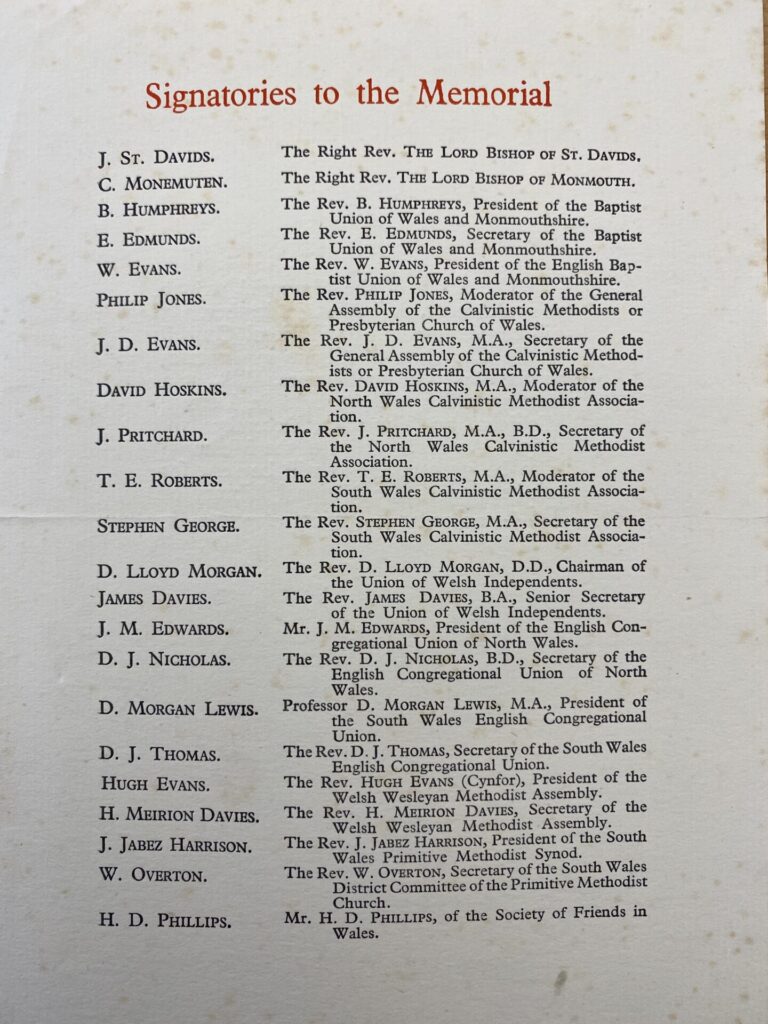 Signatories to the Memorial
J. St. Davids. The Right Rev. The Lord Bishop of St. Davids.
C. Monemuten. The Right Rev. The Lord Bishop of Monmouth.
B. Humphreys. The Rev. B. Humphreys, President of the Baptist
Union of Wales and Monmouthshire.
E. Edmunds. The Rev. E. Edmunds, Secretary of the Baptist
Union of Wales and Monmouthshire.
W. Evans. The Rev. W. Evans, President of the English Bap-
tist Union of Wales and Monmouthshire.
Philip Jones. The Rev. Philip Jones, Moderator of the General
Assembly of the Calvinistic Methodists or
Presbyterian Church of Wales.
J. D. Evans. The Rev. J. D. Evans, M.A., Secretary of the
General Assembly of the Calvinistic Method-
ists or Presbyterian Church of Wales.
David Hoskins. The Rev. David Hoskins, M.A., Moderator of the
North Wales Calvinistic Methodist Associa-
tion.
J. Pritchard. The Rev. J. Pritchard, M.A., B.D., Secretary of
the North Wales Calvinistic Methodist
Association.
T. E. Roberts. The Rev. T. E. Roberts, M.A., Moderator of the
South Wales Calvinistic Methodist Associa-
tion.
Stephen George. The Rev. Stephen George, M.A., Secretary of the
South Wales Calvinistic Methodist Associa-
tion.
D. Lloyd Morgan. The Rev. D. Lloyd Morgan, D.D., Chairman of
the Union of Welsh Independents.
James Davies. The Rev. James Davies, B.A., Senior Secretary
of the Union of Welsh Independents.
J. M. Edwards. Mr. J. M. Edwards, President of the English Con-
gregational Union of North Wales.
D. J. Nicholas. The Rev. D. J. Nicholas, B.D., Secretary of the
English Congregational Union of North
Wales.
D. Morgan Lewis. Professor D. Morgan Lewis, M.A., President of
the South Wales English Congregational
Union.
D. J. Thomas. The Rev. D. J. Thomas, Secretary of the South Wales
English Congregational Union.
Hugh Evans. The Rev. Hugh Evans (Cynfor), President of the
Welsh Wesleyan Methodist Assembly.
H. Meirion Davies. The Rev. H. Meirion Davies, Secretary of the
Welsh Wesleyan Methodist Assembly.
J. Jabez Harrison. The Rev. J. Jabez Harrison, President of the South
Wales Primitive Methodist Synod.
W. Overton. The Rev. W. Overton, Secretary of the South Wales
District Committee of the Primitive Methodist
Church.
H. D. Phillips. Mr. H. D. Phillips, of the Society of Friends in
Wales.